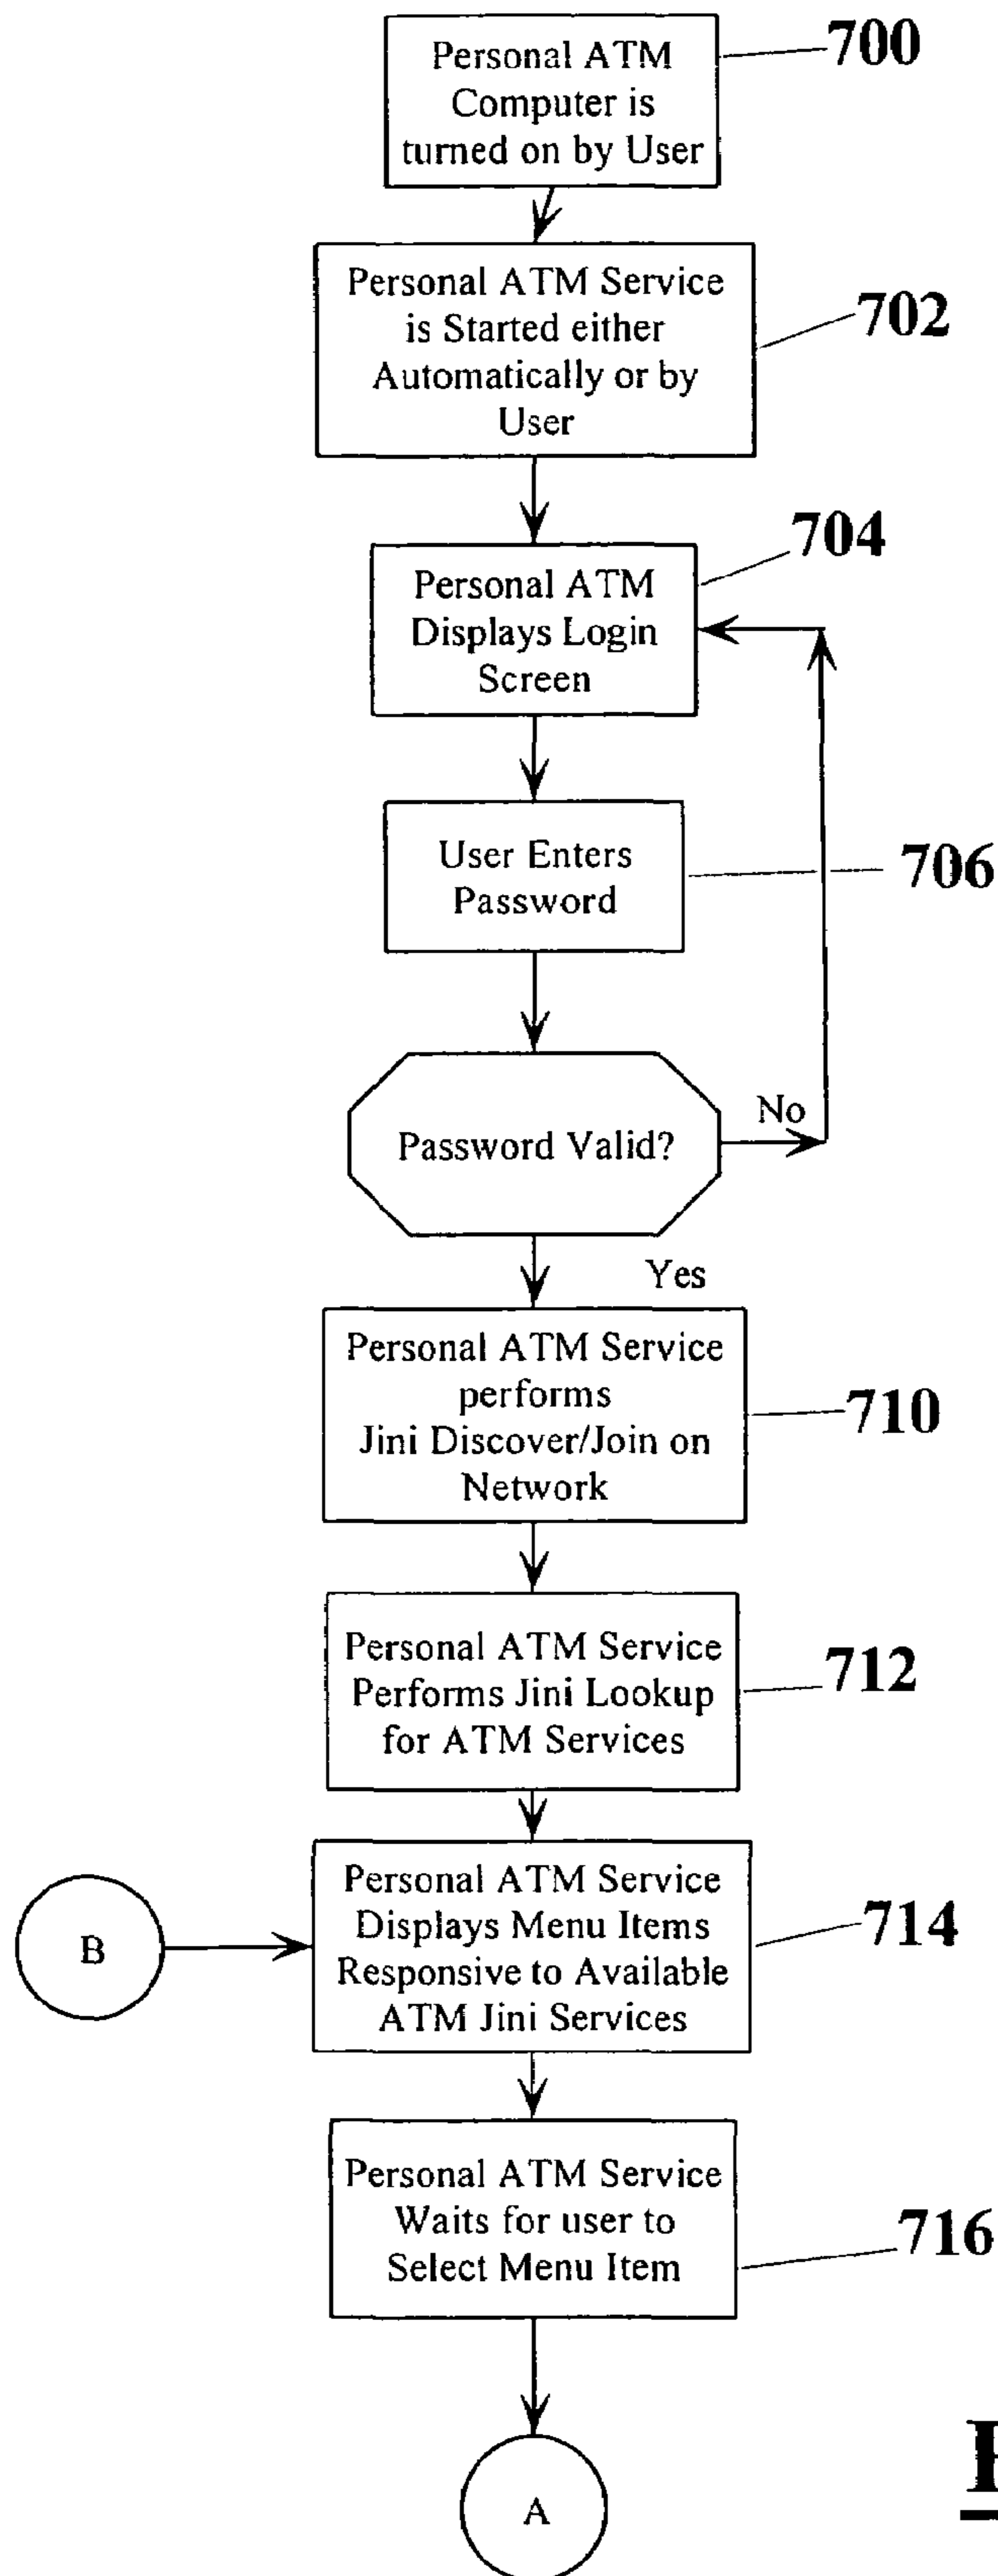 Personal ATM
Computer is
turned on by User
700
Personal ATM Service
is Started either
Automatically or by
User
702
Personal ATM
Displays Login
Screen
704
User Enters
Password
706
Password Valid?
No
Yes
Personal ATM Service
performs
Jini Discover/Join on
Network
710
Personal ATM Service
Performs Jini Lookup
for ATM Services
712
B
Personal ATM Service
Displays Menu Items
Responsive to Available
ATM Jini Services
714
Personal ATM Service
Waits for user to
Select Menu Item
716
A